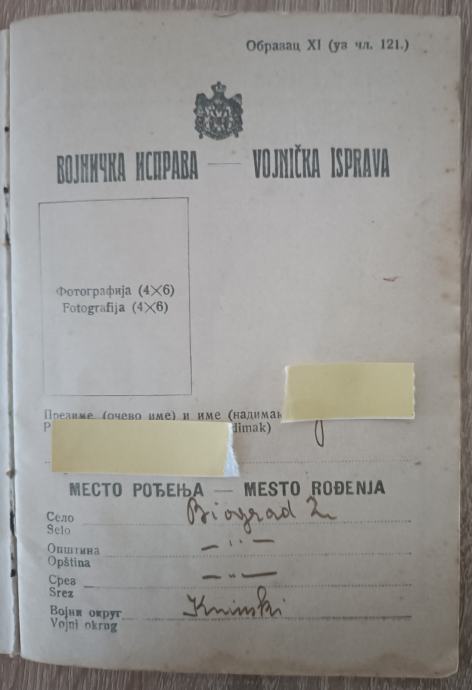 Образац XI (уз чл. 121.)
ВОЈНИЧКА ИСПРАВА — VOJNIČKA ISPRAVA
Фотографија (4×6)
Fotografija (4×6)
Презиме (очево име) и име (надимак
P dimak)
МЕСТО РОЂЕЊА — MESTO ROĐENJA
Село Biograd
Selo
Општина — " —
Opština
Срез — " —
Srez
Војни округ Kninski
Vojni okrug